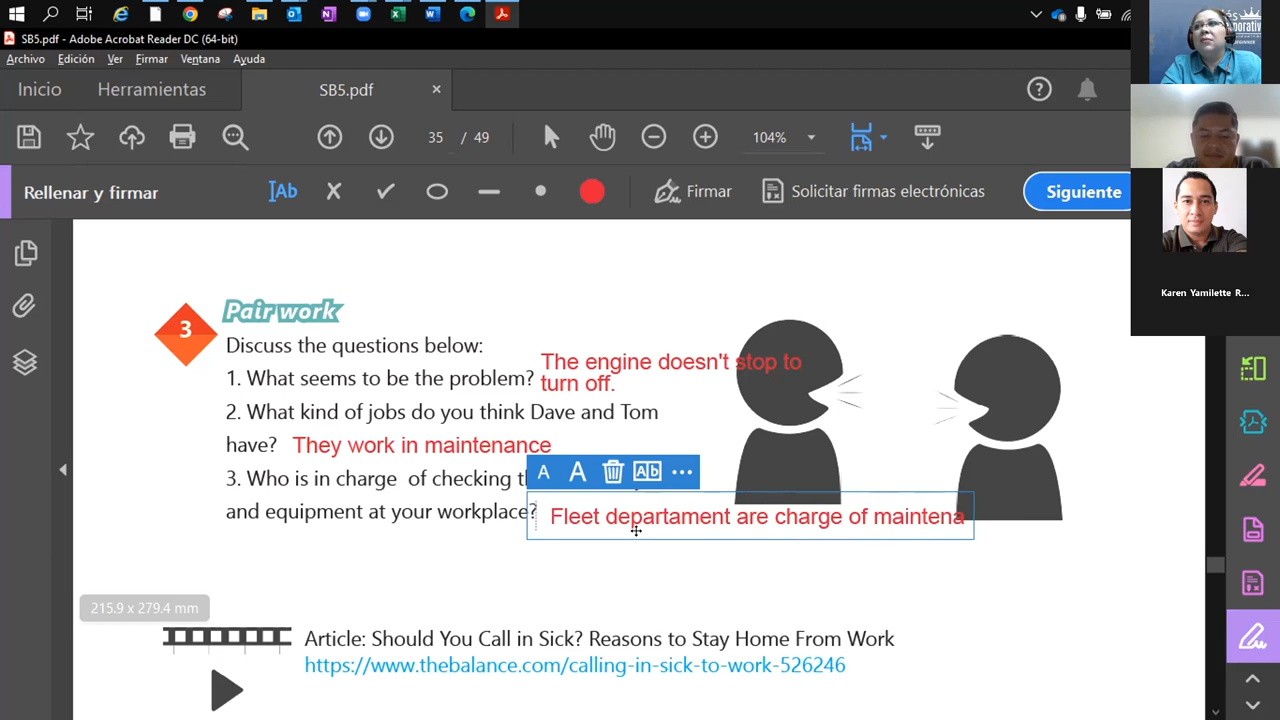 SB5.pdf - Adobe Acrobat Reader DC (64-bit)
Archivo Edición Ver Firmar Ventana Ayuda
Inicio Herramientas SB5.pdf
35 / 49 104%
Rellenar y firmar Firmar Solicitar firmas electrónicas Siguiente
Karen Yamilette R...
3 Pair work
Discuss the questions below:
The engine doesn't stop to
1. What seems to be the problem? turn off.
2. What kind of jobs do you think Dave and Tom
have? They work in maintenance
3. Who is in charge of checking
and equipment at your workplace? Fleet departament are charge of maintena
215.9 x 279.4 mm
Article: Should You Call in Sick? Reasons to Stay Home From Work
https://www.thebalance.com/calling-in-sick-to-work-526246